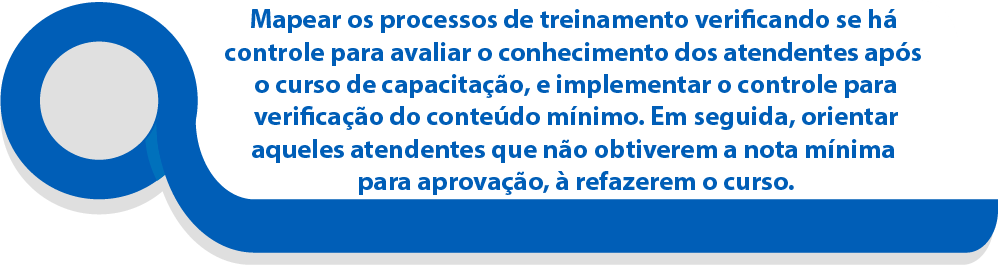 Mapear os processos de treinamento verificando se há
controle para avaliar o conhecimento dos atendentes após
o curso de capacitação, e implementar o controle para
verificação do conteúdo mínimo. Em seguida, orientar
aqueles atendentes que não obtiverem a nota mínima
para aprovação, à refazerem o curso.